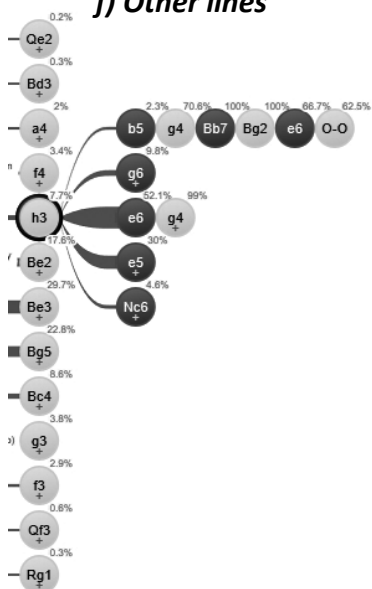 f) Other lines
0.2%
Qe2
+
0.3%
Bd3
+
2% 2.3% 70.6% 100% 100% 66.7% 62.5%
a4 b5 g4 Bb7 Bg2 e6 O-O
+
3.4% 9.8%
f4 g6
+ +
7.7% 52.1% 99%
h3 e6 g4
+ +
17.6% 30%
Be2 e5
+ +
29.7% 4.6%
Be3 Nc6
+ +
22.8%
Bg5
+
8.6%
Bc4
+
3.8%
g3
+
2.9%
f3
+
0.6%
Qf3
+
0.3%
Rg1
+